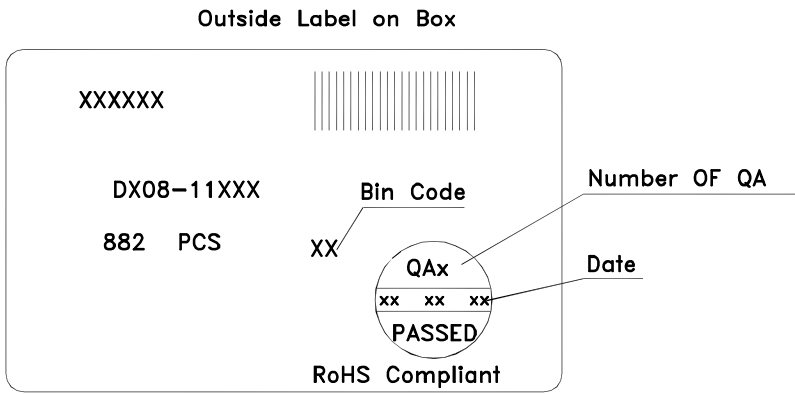 Outside Label on Box
XXXXXX
DX08-11XXX
Bin Code
Number OF QA
882 PCS
XX
QAx
Date
xx xx xx
PASSED
RoHS Compliant